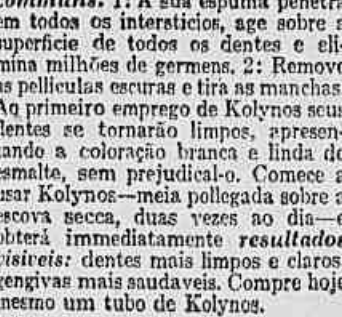 communs. 1: A sua espuma penetra
em todos os intersticios, age sobre a
superficie de todos os dentes e eli-
mina milhões de germens. 2: Remove
as pelliculas escuras e tira as manchas.
Ao primeiro emprego de Kolynos seus
dentes se tornarão limpos, apresen-
tando a coloração branca e linda do
esmalte, sem prejudical-o. Comece a
usar Kolynos—meia pollegada sobre a
escova secca, duas vezes ao dia—e
obterá immediatamente resultados
visiveis: dentes mais limpos e claros,
gengivas mais saudaveis. Compre hoje
mesmo um tubo de Kolynos.